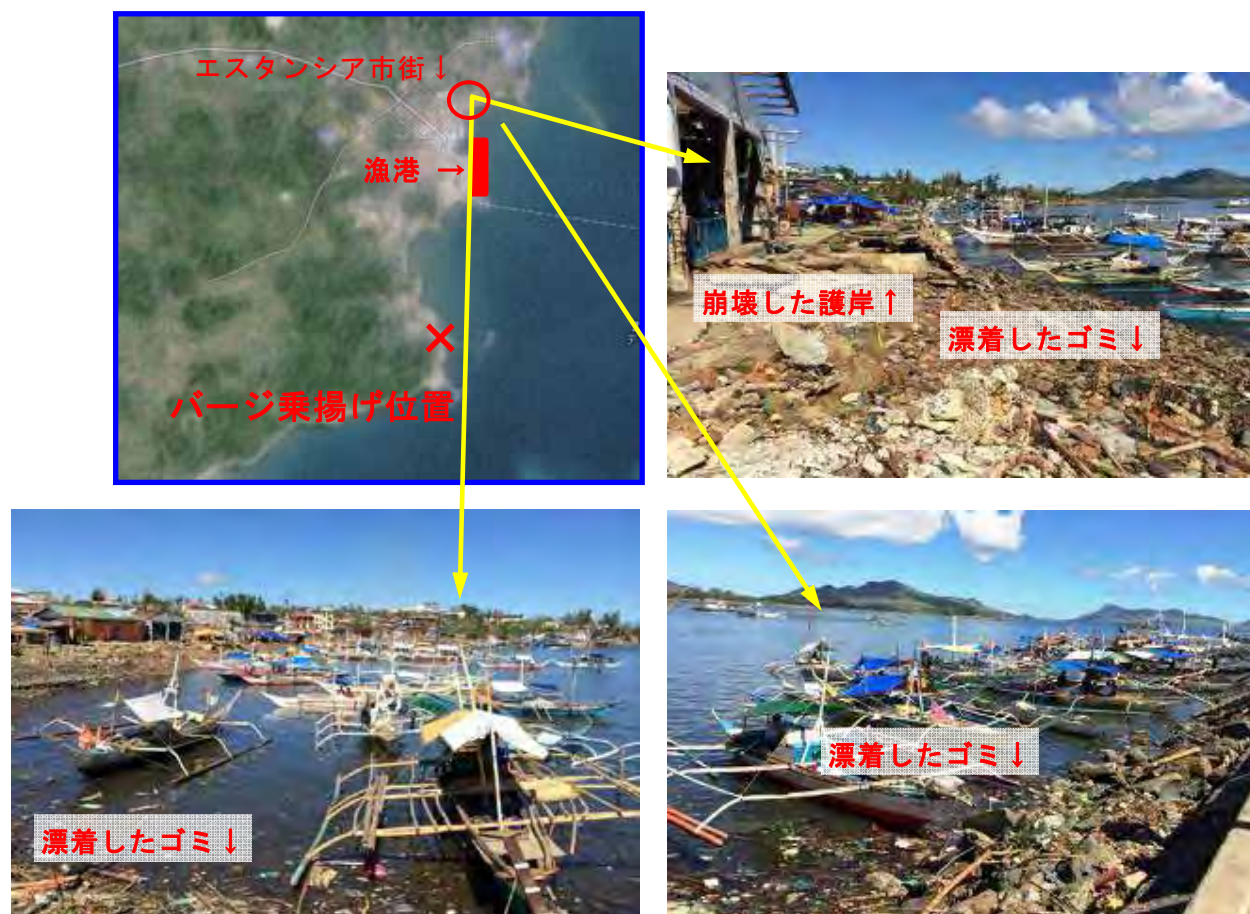 エスタンシア市街↓
漁港 →
バージ乗揚げ位置
崩壊した護岸↑
漂着したゴミ↓
漂着したゴミ↓
漂着したゴミ↓